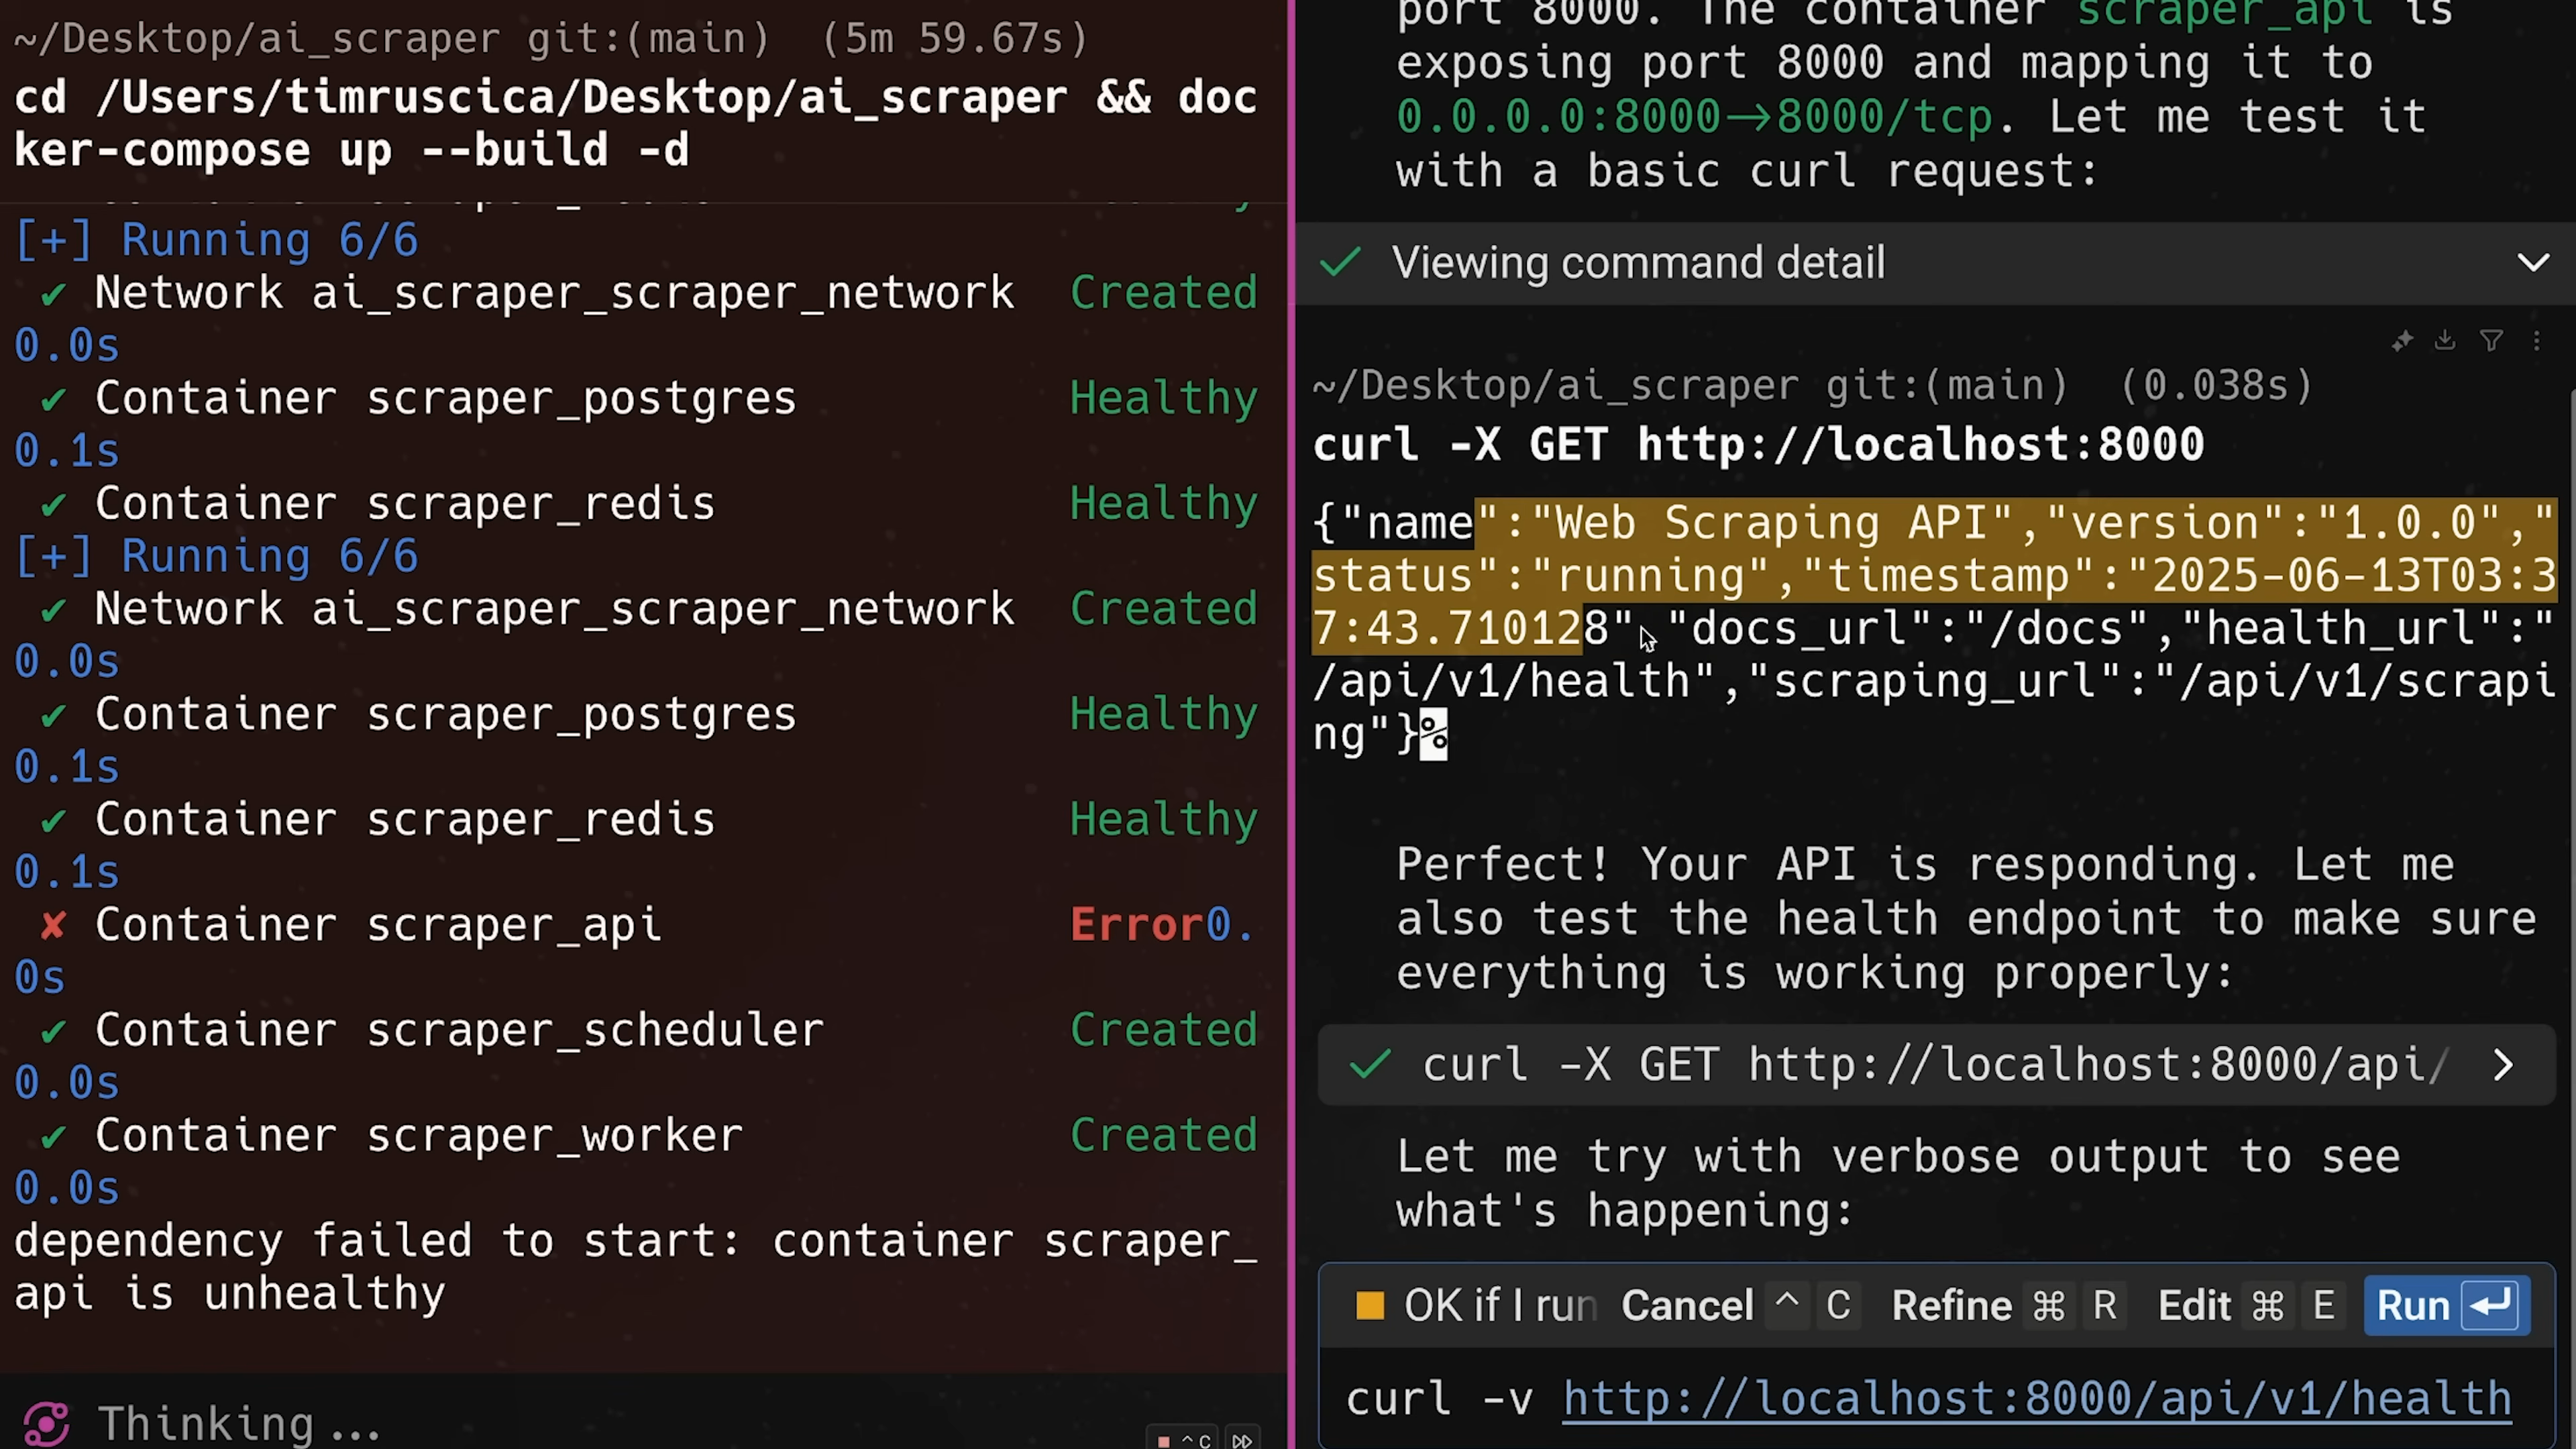 ~/Desktop/ai_scraper git:(main) (5m 59.67s)
cd /Users/timruscica/Desktop/ai_scraper && doc
ker-compose up --build -d
[+] Running 6/6
✔ Network ai_scraper_scraper_network Created
0.0s
✔ Container scraper_postgres Healthy
0.1s
✔ Container scraper_redis Healthy
[+] Running 6/6
✔ Network ai_scraper_scraper_network Created
0.0s
✔ Container scraper_postgres Healthy
0.1s
✔ Container scraper_redis Healthy
0.1s
✘ Container scraper_api Error0.
0s
✔ Container scraper_scheduler Created
0.0s
✔ Container scraper_worker Created
0.0s
dependency failed to start: container scraper_
api is unhealthy
Thinking ...
^C
port 8000. The container scraper_api is
exposing port 8000 and mapping it to
0.0.0.0:8000→8000/tcp. Let me test it
with a basic curl request:
Viewing command detail
~/Desktop/ai_scraper git:(main) (0.038s)
curl -X GET http://localhost:8000
{"name":"Web Scraping API","version":"1.0.0","
status":"running","timestamp":"2025-06-13T03:3
7:43.710128","docs_url":"/docs","health_url":"
/api/v1/health","scraping_url":"/api/v1/scrapi
ng"}%
Perfect! Your API is responding. Let me
also test the health endpoint to make sure
everything is working properly:
curl -X GET http://localhost:8000/api/
Let me try with verbose output to see
what's happening:
OK if I run Cancel ^ C Refine ⌘ R Edit ⌘ E Run
curl -v http://localhost:8000/api/v1/health